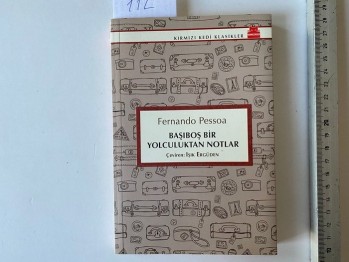 112
KIRMIZI KEDİ KLASİKLER
Fernando Pessoa
BAŞIBOŞ BİR
YOLCULUKTAN NOTLAR
Çeviren: Işık Ergüden